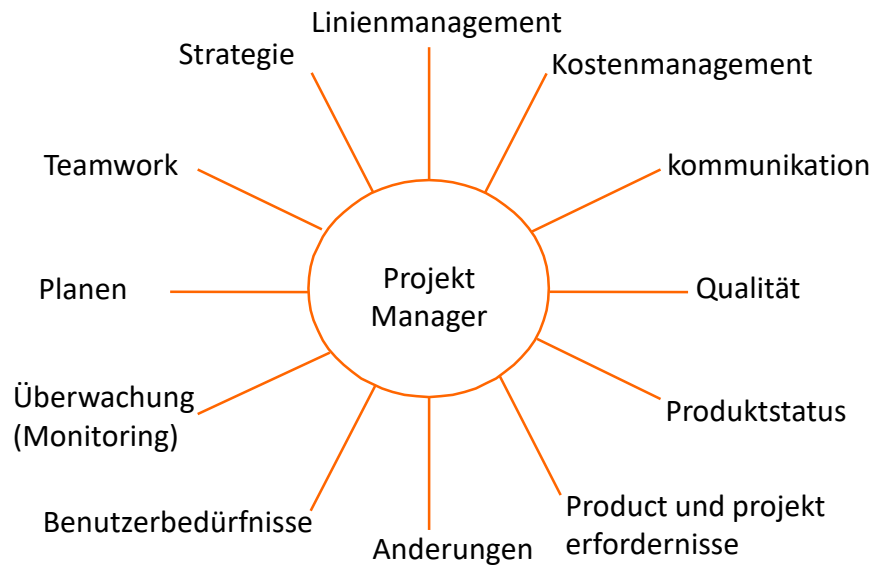 Linienmanagement
Strategie
Kostenmanagement
Teamwork
kommunikation
Projekt
Manager
Planen
Qualität
Überwachung
(Monitoring)
Produktstatus
Benutzerbedürfnisse
Anderungen
Product und projekt
erfordernisse